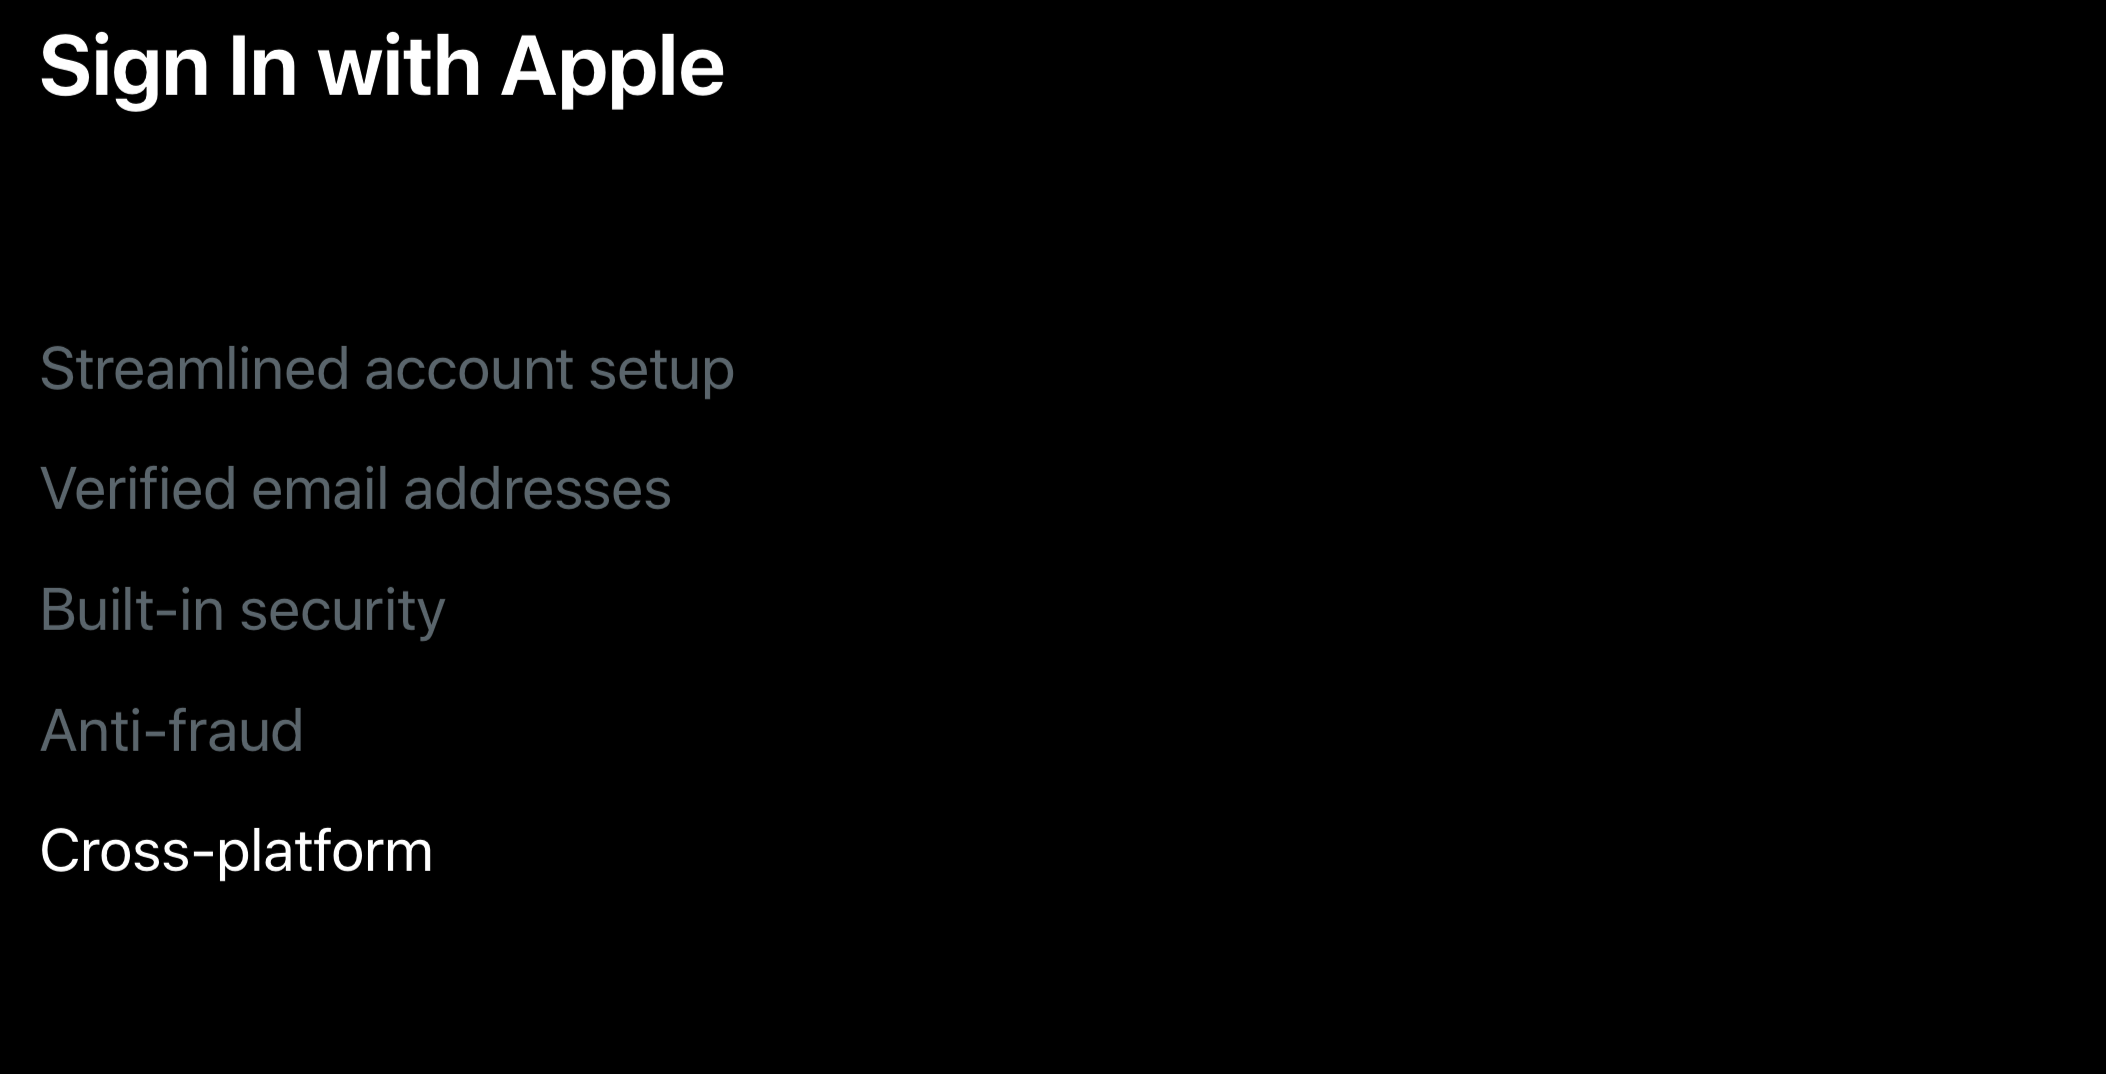 Sign In with Apple
Streamlined account setup
Verified email addresses
Built-in security
Anti-fraud
Cross-platform